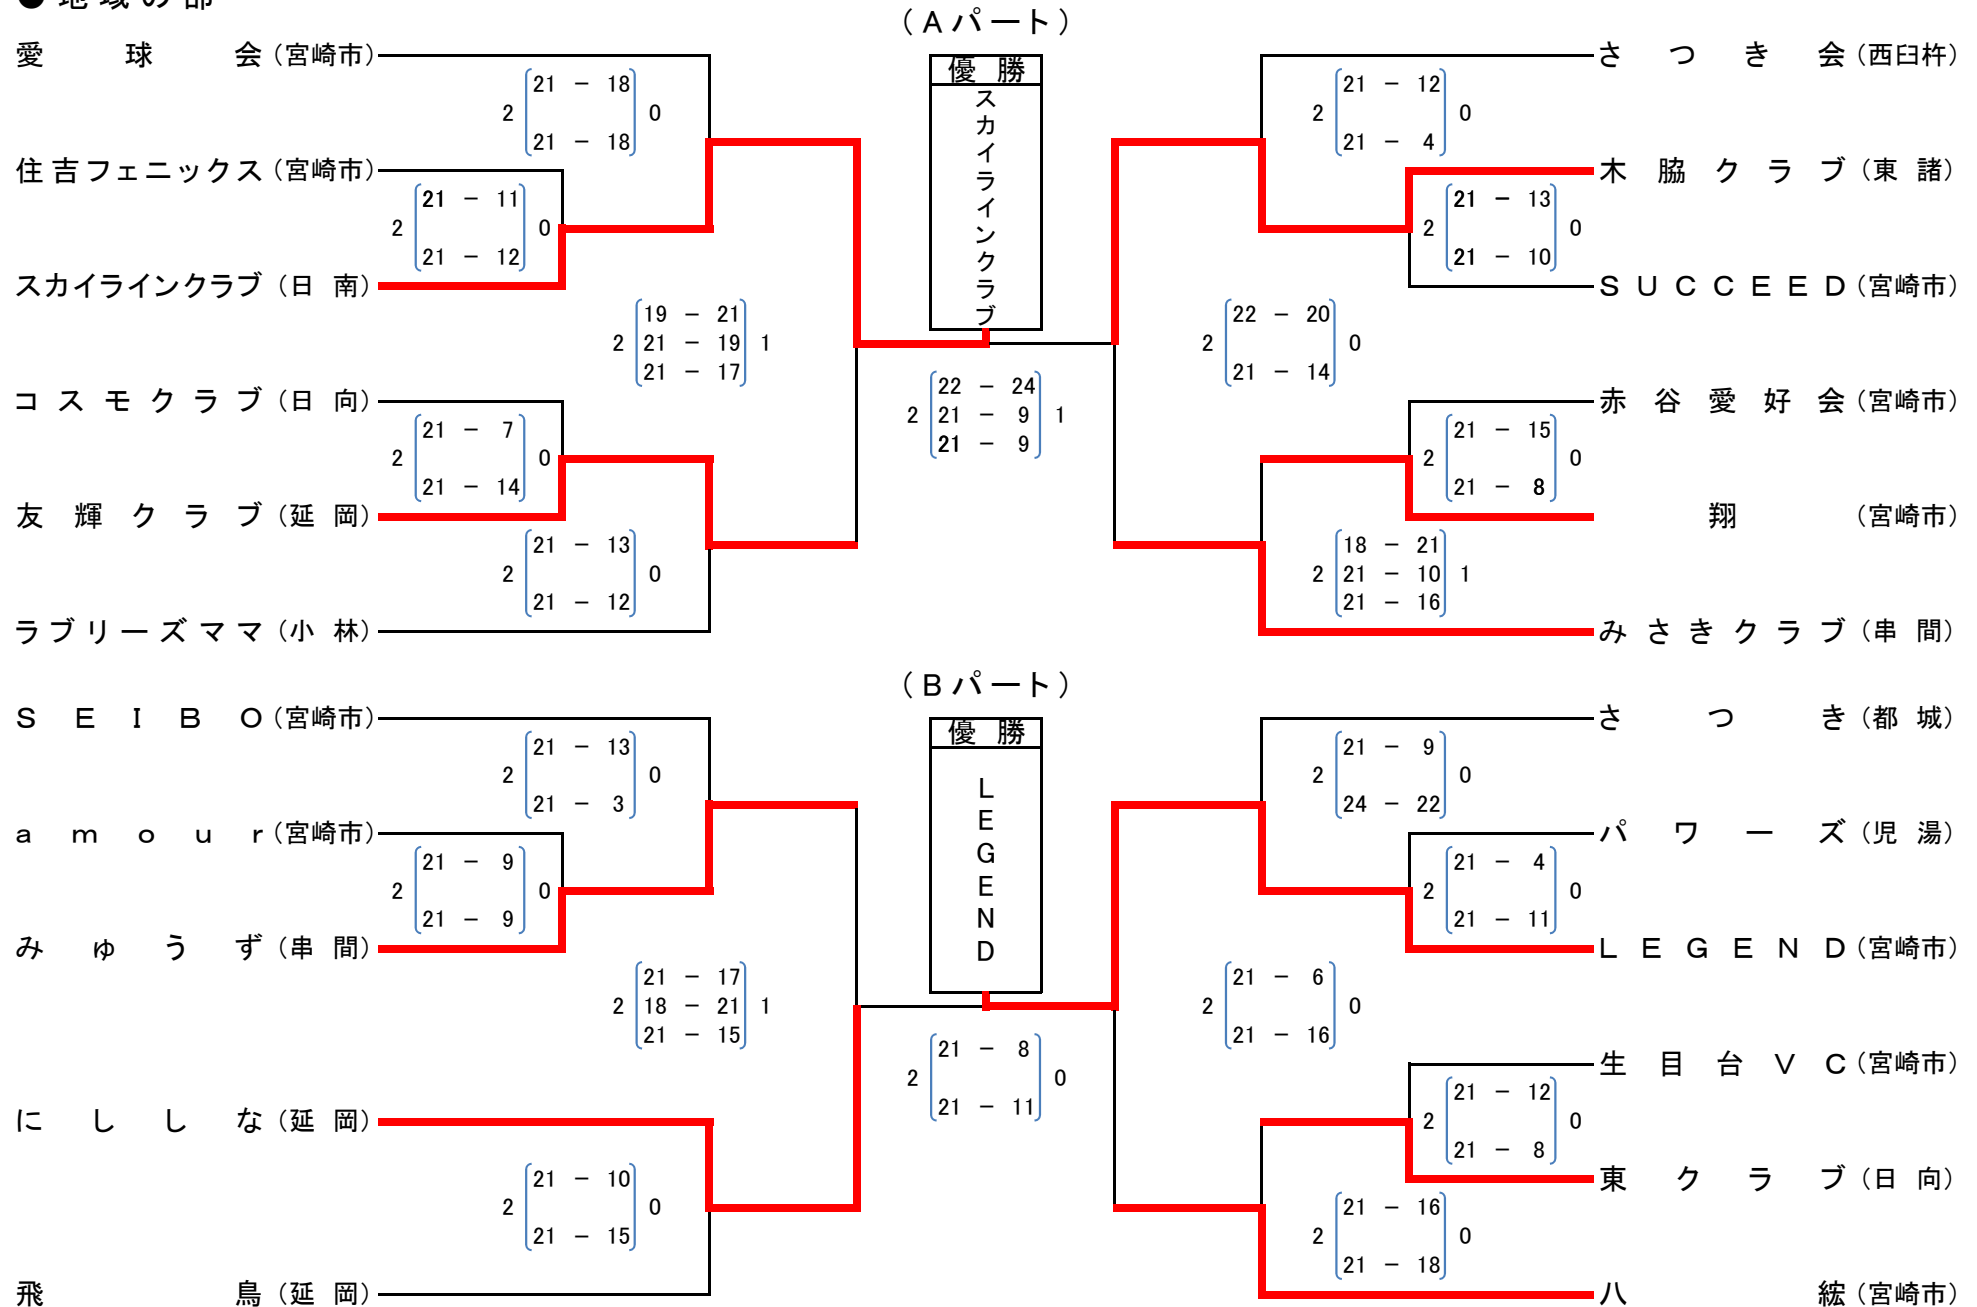 ● 地 域 の 部
（Ａパート）
優 勝
スカイラインクラブ
愛球会（宮崎市）
21 － 18
2 0
21 － 18
住吉フェニックス（宮崎市）
21 － 11
2 0
21 － 12
スカイラインクラブ（日 南）
19 － 21
2 21 － 19 1
21 － 17
コスモクラブ（日 向）
21 － 7
2 0
21 － 14
友輝クラブ（延 岡）
21 － 13
2 0
21 － 12
ラブリーズママ（小 林）
22 － 24
2 21 － 9 1
21 － 9
さつき会（西臼杵）
21 － 12
2 0
21 － 4
木脇クラブ（東 諸）
21 － 13
2 0
21 － 10
ＳＵＣＣＥＥＤ（宮崎市）
22 － 20
2 0
21 － 14
赤谷愛好会（宮崎市）
21 － 15
2 0
21 － 8
翔（宮崎市）
18 － 21
2 21 － 10 1
21 － 16
みさきクラブ（串 間）
（Ｂパート）
優 勝
ＬＥＧＥＮＤ
ＳＥＩＢＯ（宮崎市）
21 － 13
2 0
21 － 3
ａｍｏｕｒ（宮崎市）
21 － 9
2 0
21 － 9
みゅうず（串 間）
21 － 17
2 18 － 21 1
21 － 15
にししな（延 岡）
21 － 10
2 0
21 － 15
飛鳥（延 岡）
21 － 8
2 0
21 － 11
さつき（都 城）
21 － 9
2 0
24 － 22
パワーズ（児 湯）
21 － 4
2 0
21 － 11
ＬＥＧＥＮＤ（宮崎市）
21 － 6
2 0
21 － 16
生目台ＶＣ（宮崎市）
21 － 12
2 0
21 － 8
東クラブ（日 向）
21 － 16
2 0
21 － 18
八紘（宮崎市）